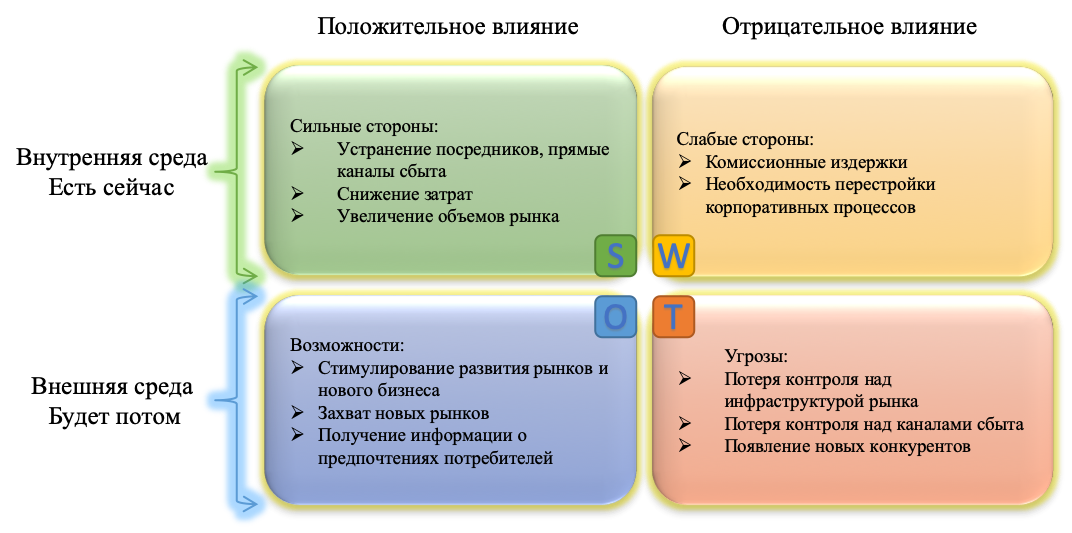 Положительное влияние
Отрицательное влияние
Внутренняя среда
Есть сейчас
Сильные стороны:
➢ Устранение посредников, прямые
каналы сбыта
➢ Снижение затрат
➢ Увеличение объемов рынка
S
Слабые стороны:
➢ Комиссионные издержки
➢ Необходимость перестройки
корпоративных процессов
W
Внешняя среда
Будет потом
Возможности:
➢ Стимулирование развития рынков и
нового бизнеса
➢ Захват новых рынков
➢ Получение информации о
предпочтениях потребителей
O
Угрозы:
➢ Потеря контроля над
инфраструктурой рынка
➢ Потеря контроля над каналами сбыта
➢ Появление новых конкурентов
T